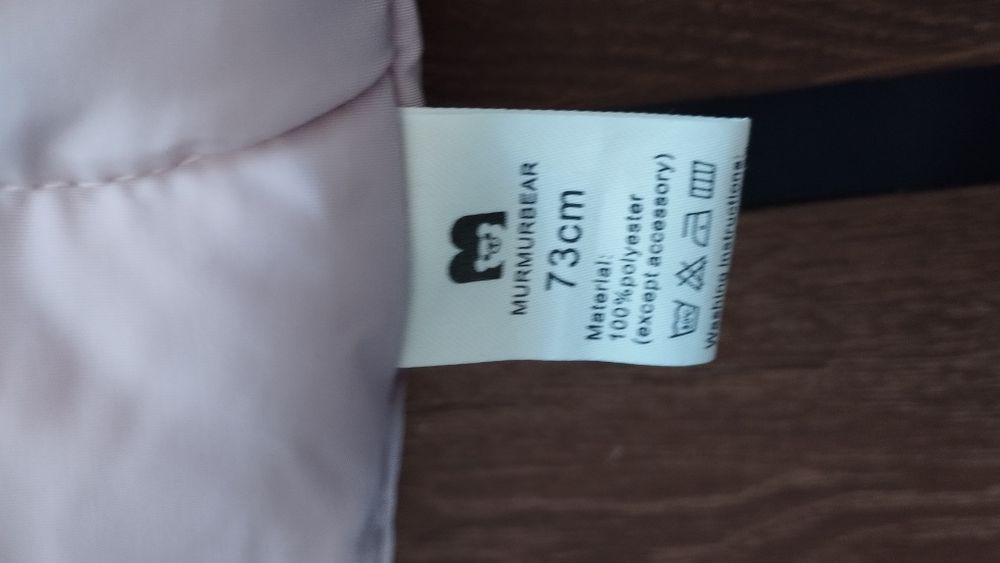 MURMURBEAR
73cm
Material:
100%polyester
(except accessory)
Washing Instructions: